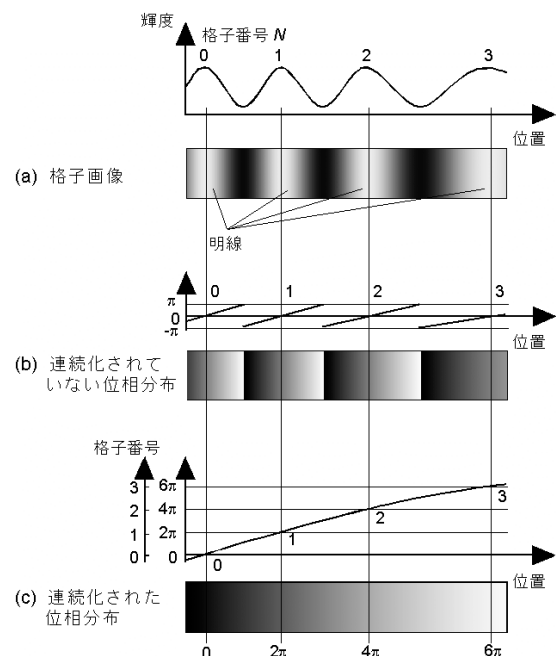 輝度
格子番号 N
0 1 2 3
位置
(a) 格子画像
明線
0 1 2 3
π
0
-π
位置
(b) 連続化されて
いない位相分布
格子番号
3 6π
2 4π
1 2π
0 0
0 1 2 3
位置
(c) 連続化された
位相分布
0 2π 4π 6π